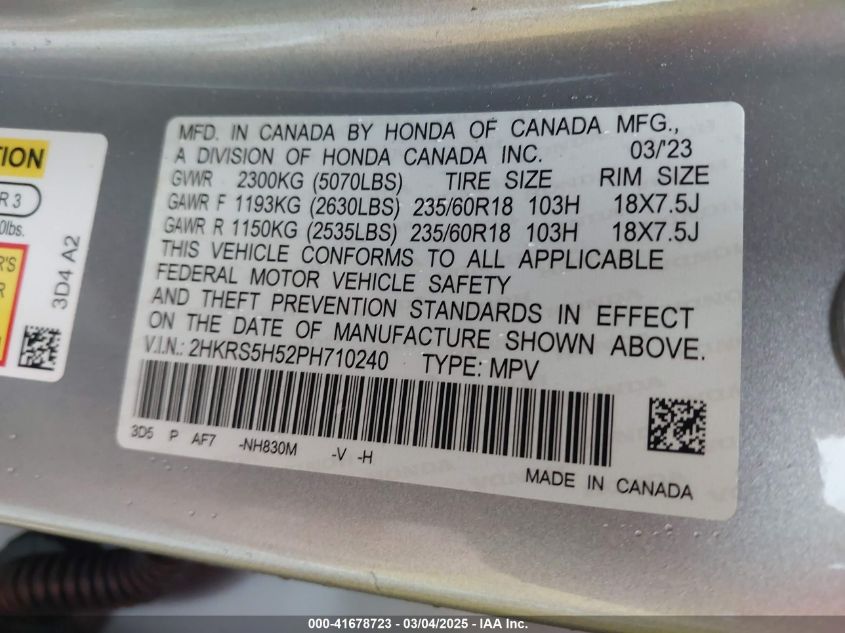 TION
R 3
0lbs.
R'S
R
3D4 A2
MFD. IN CANADA BY HONDA OF CANADA MFG.,
A DIVISION OF HONDA CANADA INC. 03/'23
GVWR 2300KG (5070LBS) TIRE SIZE RIM SIZE
GAWR F 1193KG (2630LBS) 235/60R18 103H 18X7.5J
GAWR R 1150KG (2535LBS) 235/60R18 103H 18X7.5J
THIS VEHICLE CONFORMS TO ALL APPLICABLE
FEDERAL MOTOR VEHICLE SAFETY
AND THEFT PREVENTION STANDARDS IN EFFECT
ON THE DATE OF MANUFACTURE SHOWN ABOVE.
V.I.N.: 2HKRS5H52PH710240 TYPE: MPV
3D5 P AF7 -NH830M -V -H
MADE IN CANADA
000-41678723 - 03/04/2025 - IAA Inc.